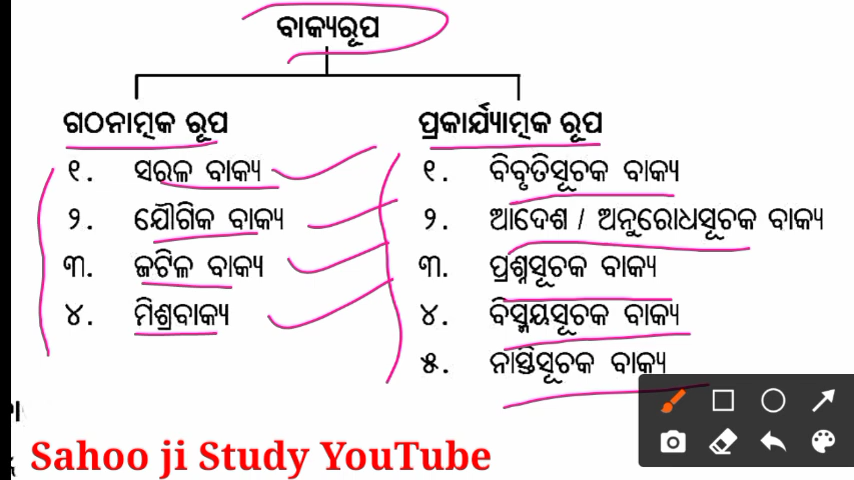 ବାକ୍ୟରୂପ
ଗଠନାତ୍ମକ ରୂପ
୧. ସରଳ ବାକ୍ୟ
୨. ଯୌଗିକ ବାକ୍ୟ
୩. ଜଟିଳ ବାକ୍ୟ
୪. ମିଶ୍ରବାକ୍ୟ
ପ୍ରକାର୍ଯ୍ୟାତ୍ମକ ରୂପ
୧. ବିବୃତିସୂଚକ ବାକ୍ୟ
୨. ଆଦେଶ / ଅନୁରୋଧସୂଚକ ବାକ୍ୟ
୩. ପ୍ରଶ୍ନସୂଚକ ବାକ୍ୟ
୪. ବିସ୍ମୟସୂଚକ ବାକ୍ୟ
୫. ନାସ୍ତିସୂଚକ ବାକ୍ୟ
Sahoo ji Study YouTube